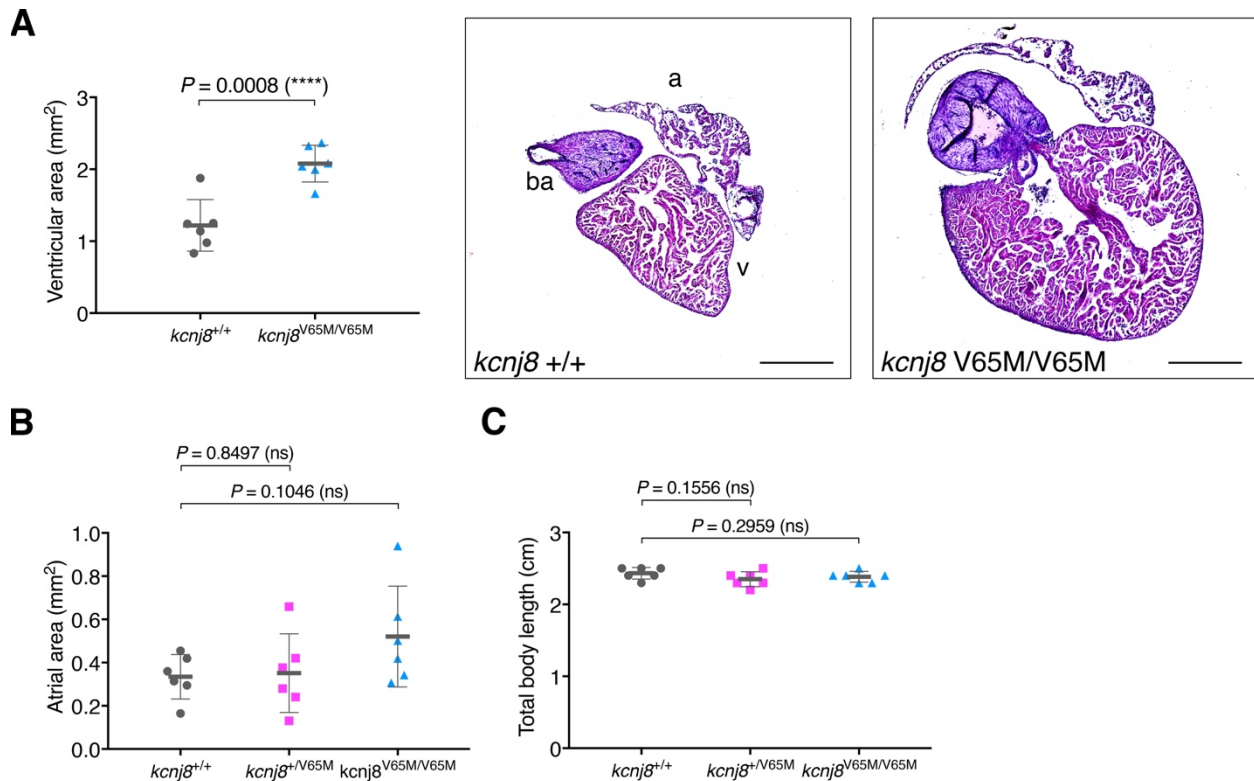 A
P = 0.0008 (****)
Ventricular area (mm²)
3
2
1
0
kcnj8+/+
kcnj8V65M/V65M
a
ba
v
kcnj8 +/+
kcnj8 V65M/V65M
B
P = 0.8497 (ns)
P = 0.1046 (ns)
Atrial area (mm²)
1.0
0.8
0.6
0.4
0.2
0.0
kcnj8+/+
kcnj8+/V65M
kcnj8V65M/V65M
C
P = 0.1556 (ns)
P = 0.2959 (ns)
Total body length (cm)
3
2
1
0
kcnj8+/+
kcnj8+/V65M
kcnj8V65M/V65M